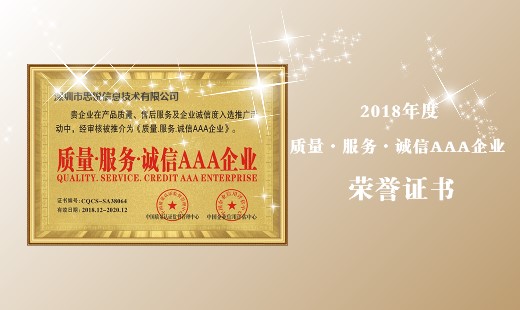 深圳市思锐信息技术有限公司
贵企业在产品质量、售后服务及企业诚信度入选推广活
动中，经审核被推介为《质量.服务.诚信AAA企业》。
质量·服务·诚信AAA企业
QUALITY. SERVICE. CREDIT AAA ENTERPRISE
证书编号:CQCS-SA38064
有效日期:2018.12-2020.12
2018年度
质量·服务·诚信AAA企业
荣誉证书